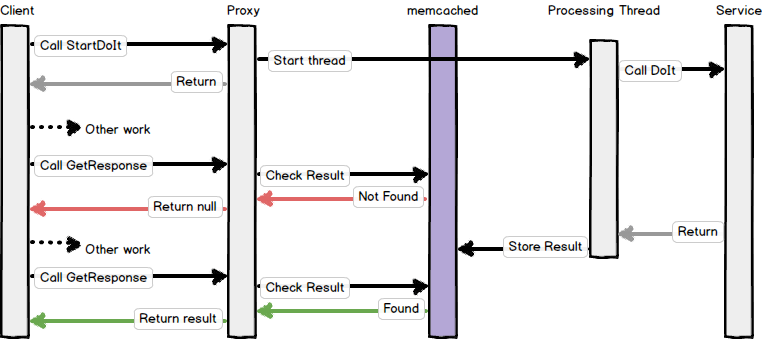 Client
Proxy
memcached
Processing Thread
Service
Call StartDoIt
Start thread
Call DoIt
Return
Other work
Call GetResponse
Check Result
Not Found
Return null
Return
Store Result
Other work
Call GetResponse
Check Result
Found
Return result